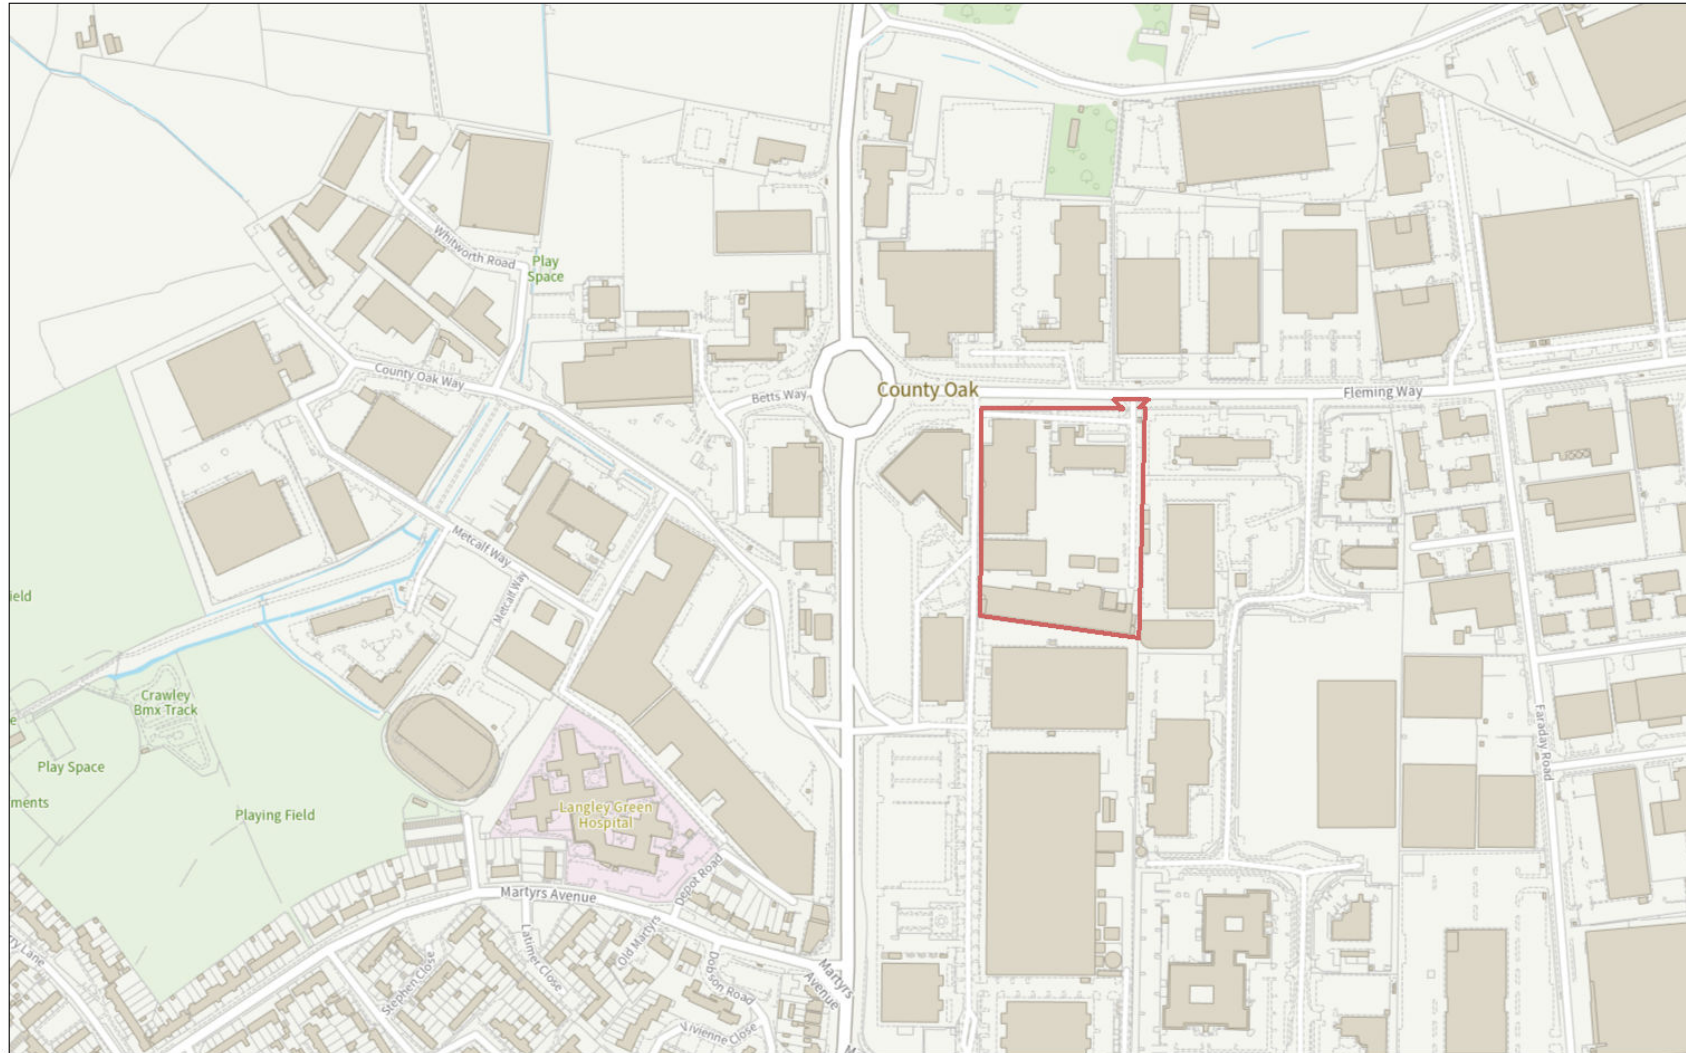 Whitworth Road
Play
Space
County Oak Way
Betts Way
County Oak
Fleming Way
Metcalf Way
Metcalf Way
ield
Crawley
Bmx Track
e
Play Space
ments
Playing Field
Langley Green
Hospital
Faraday Road
Depot Road
Martyrs Avenue
Latimer Close
Old Martyrs
Stephen Close
Dobson Road
Martyrs
Avenue
Vivienne Close
rry Lane